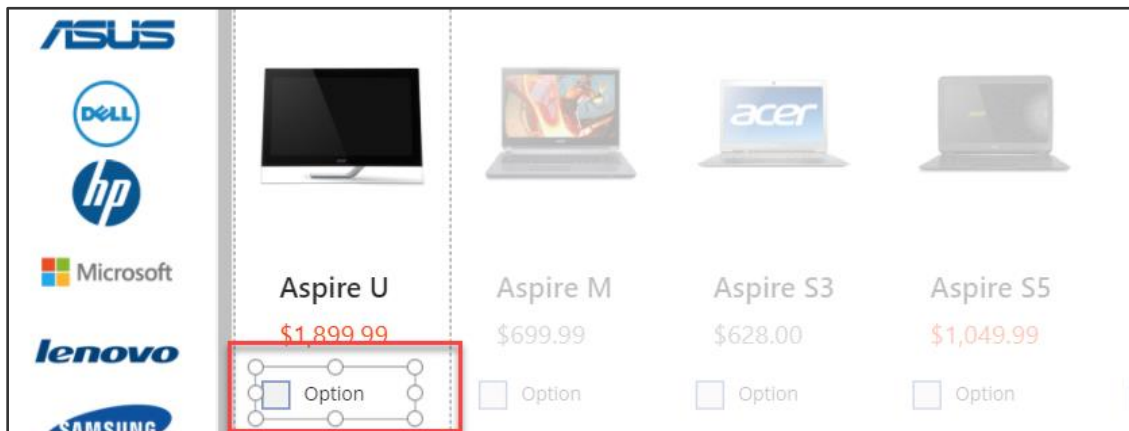 ASUS
DELL
hp
Microsoft
lenovo
SAMSUNG
acer
Aspire U
Aspire M
Aspire S3
Aspire S5
$1,899.99
$699.99
$628.00
$1,049.99
Option
Option
Option
Option